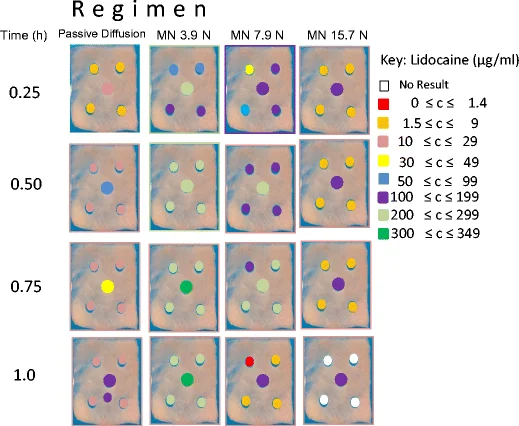 Regimen
Time (h) Passive Diffusion MN 3.9 N MN 7.9 N MN 15.7 N
Key: Lidocaine (µg/ml)
No Result
0.25
0 ≤ c ≤ 1.4
1.5 ≤ c ≤ 9
10 ≤ c ≤ 29
30 ≤ c ≤ 49
50 ≤ c ≤ 99
0.50
100 ≤ c ≤ 199
200 ≤ c ≤ 299
300 ≤ c ≤ 349
0.75
1.0